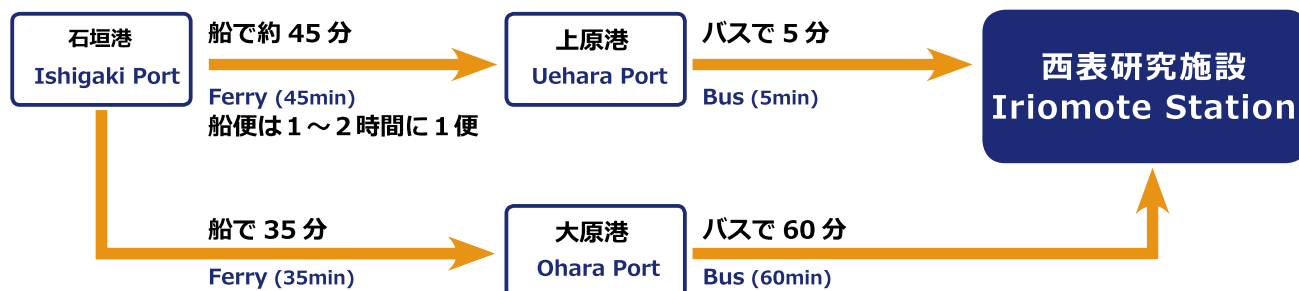 石垣港
Ishigaki Port
船で約 45 分
Ferry (45min)
船便は１～２時間に１便
上原港
Uehara Port
バスで 5 分
Bus (5min)
西表研究施設
Iriomote Station
船で 35 分
Ferry (35min)
大原港
Ohara Port
バスで 60 分
Bus (60min)